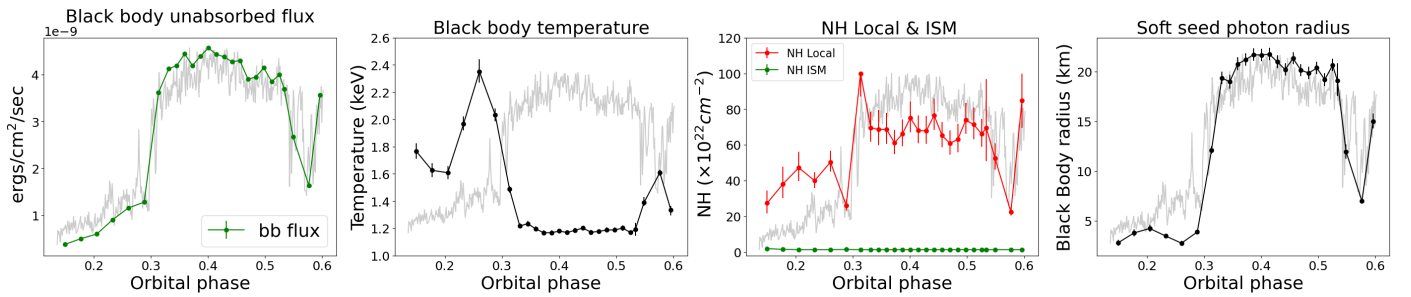 Black body unabsorbed flux
1e−9
ergs/cm²/sec
4
3
2
1
bb flux
0.2 0.3 0.4 0.5 0.6
Orbital phase
Black body temperature
Temperature (keV)
2.6
2.4
2.2
2.0
1.8
1.6
1.4
1.2
1.0
0.2 0.3 0.4 0.5 0.6
Orbital phase
NH Local & ISM
NH (×10²²cm⁻²)
120
100
80
60
40
20
0
NH Local
NH ISM
0.2 0.3 0.4 0.5 0.6
Orbital phase
Soft seed photon radius
Black Body radius (km)
20
15
10
5
0.2 0.3 0.4 0.5 0.6
Orbital phase